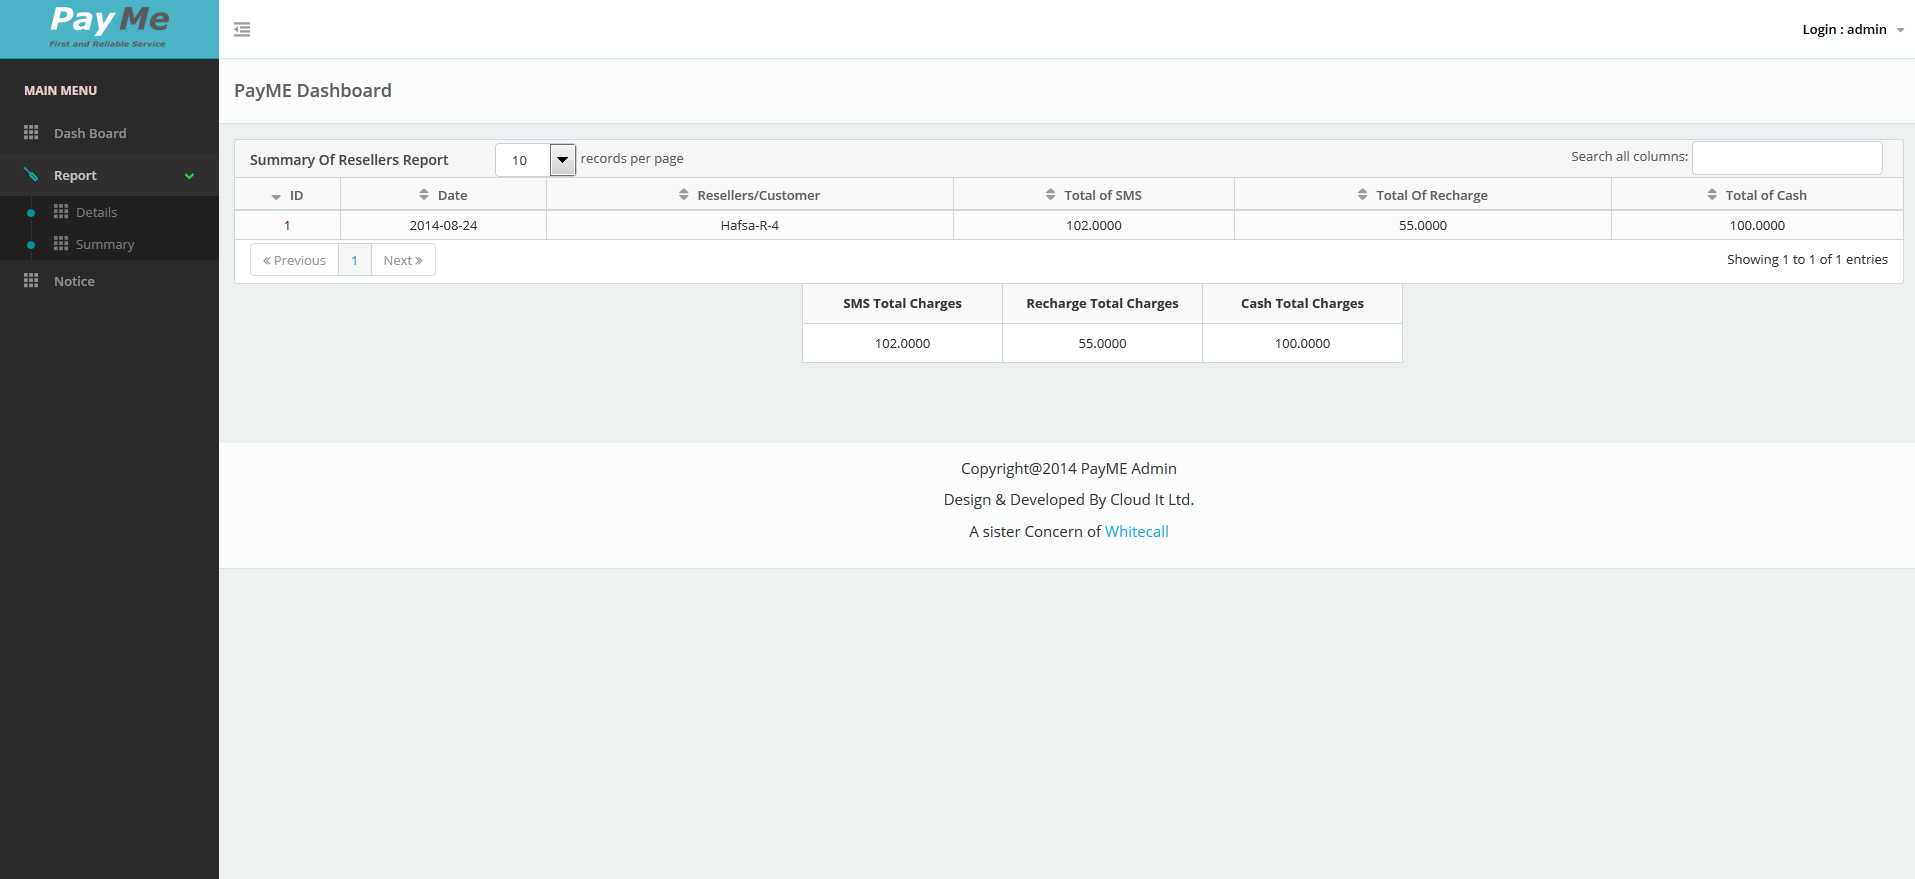 Pay Me
First and Reliable Service
Login : admin
MAIN MENU
Dash Board
Report
Details
Summary
Notice
PayME Dashboard
Summary Of Resellers Report 10 records per page Search all columns:
ID Date Resellers/Customer Total of SMS Total Of Recharge Total of Cash
1 2014-08-24 Hafsa-R-4 102.0000 55.0000 100.0000
« Previous 1 Next » Showing 1 to 1 of 1 entries
SMS Total Charges Recharge Total Charges Cash Total Charges
102.0000 55.0000 100.0000
Copyright@2014 PayME Admin
Design & Developed By Cloud It Ltd.
A sister Concern of Whitecall